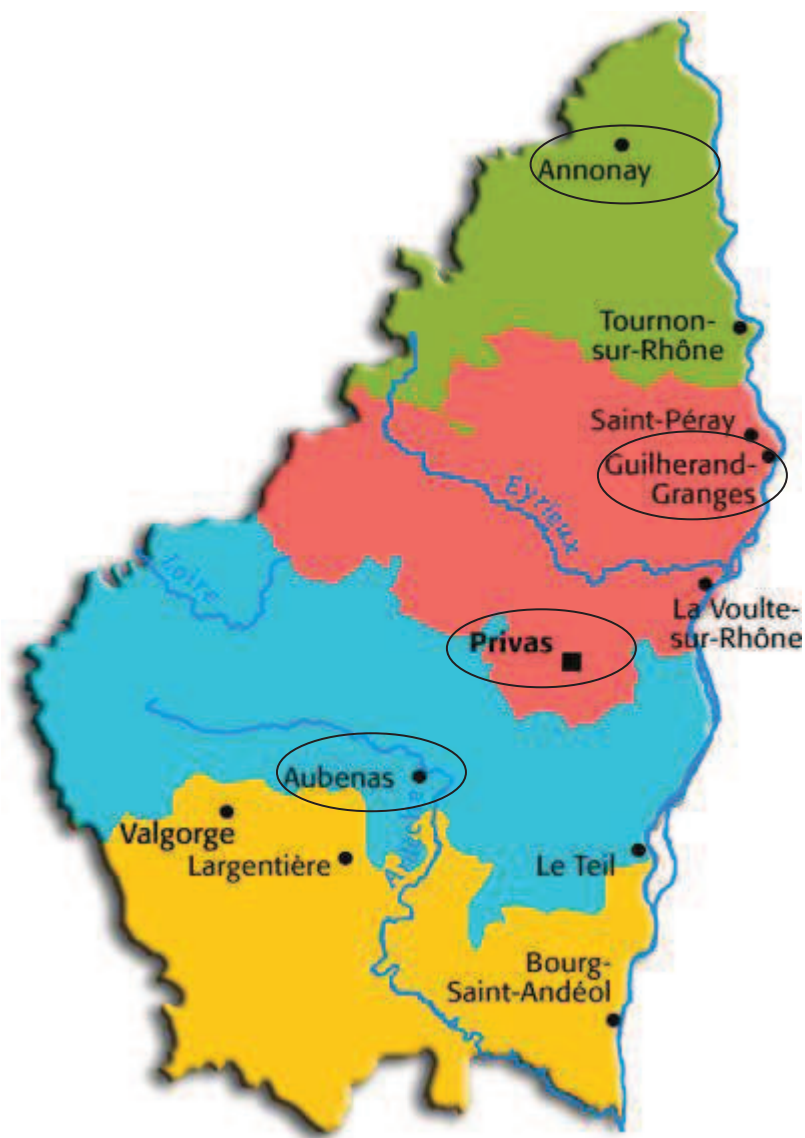 Annonay
Tournon-
sur-Rhône
Saint-Péray
Guilherand-
Granges
Eyrieux
Loire
La Voulte-
sur-Rhône
Privas
Aubenas
Ardèche
Valgorge
Largentière
Le Teil
Bourg-
Saint-Andéol